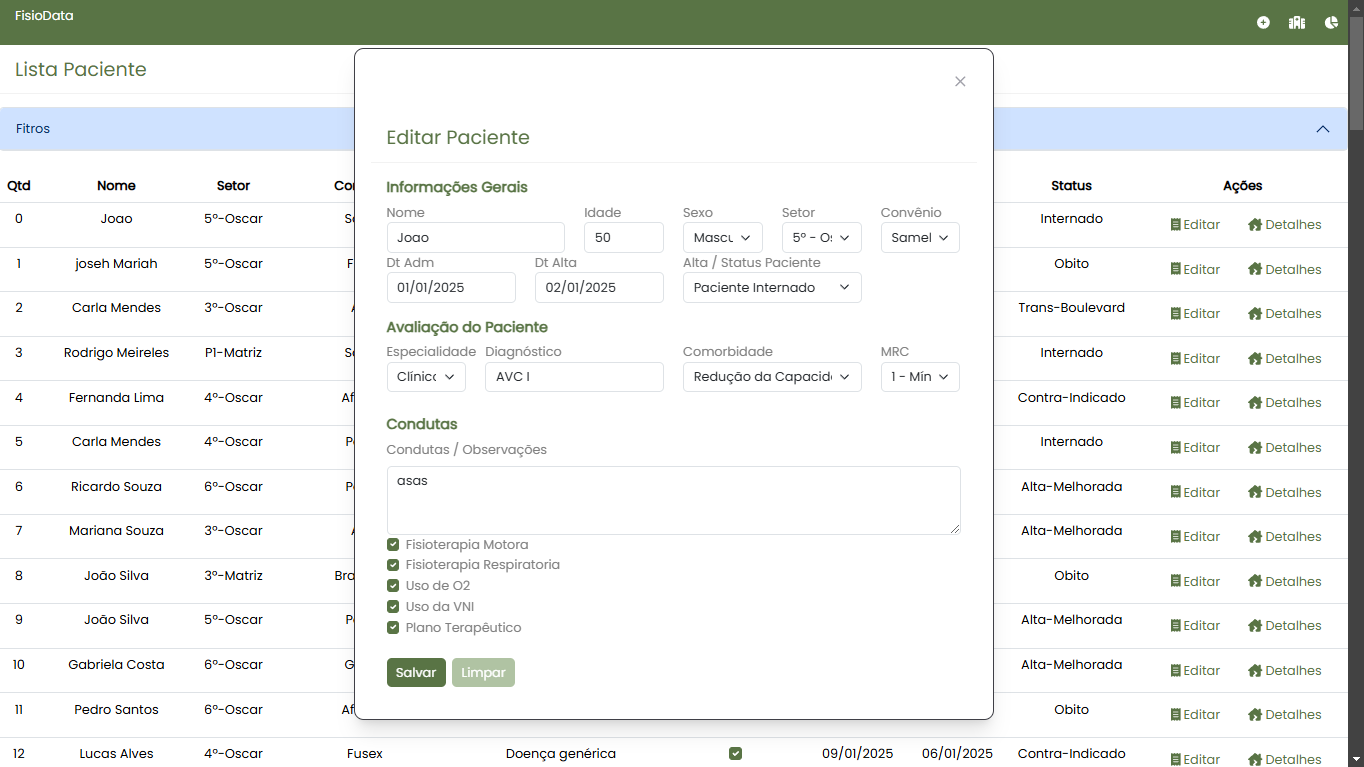 FisioData
Lista Paciente
Fitros
Qtd Nome Setor Status Ações
0 Joao 5º-Oscar Internado Editar Detalhes
1 joseh Mariah 5º-Oscar Obito Editar Detalhes
2 Carla Mendes 3º-Oscar Trans-Boulevard Editar Detalhes
3 Rodrigo Meireles P1-Matriz Internado Editar Detalhes
4 Fernanda Lima 4º-Oscar Contra-Indicado Editar Detalhes
5 Carla Mendes 4º-Oscar Internado Editar Detalhes
6 Ricardo Souza 6º-Oscar Alta-Melhorada Editar Detalhes
7 Mariana Souza 3º-Oscar Alta-Melhorada Editar Detalhes
8 João Silva 3º-Matriz Obito Editar Detalhes
9 João Silva 5º-Oscar Alta-Melhorada Editar Detalhes
10 Gabriela Costa 6º-Oscar Alta-Melhorada Editar Detalhes
11 Pedro Santos 6º-Oscar Obito Editar Detalhes
12 Lucas Alves 4º-Oscar Fusex Doença genérica 09/01/2025 06/01/2025 Contra-Indicado Editar Detalhes
Editar Paciente
Informações Gerais
Nome Idade Sexo Setor Convênio
Joao 50 Mascu 5º - Os Samel
Dt Adm Dt Alta Alta / Status Paciente
01/01/2025 02/01/2025 Paciente Internado
Avaliação do Paciente
Especialidade Diagnóstico Comorbidade MRC
Clínica AVC I Redução da Capacida 1 - Mín
Condutas
Condutas / Observações
asas
Fisioterapia Motora
Fisioterapia Respiratoria
Uso de O2
Uso da VNI
Plano Terapêutico
Salvar Limpar